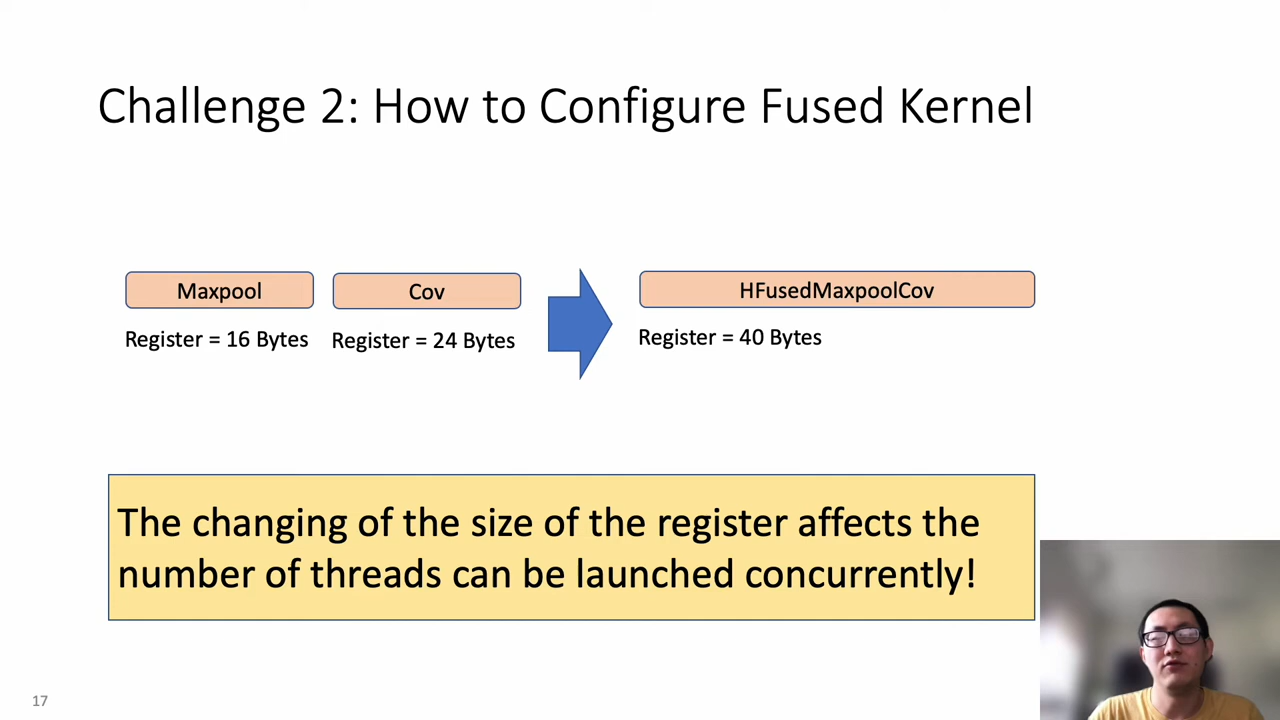 Challenge 2: How to Configure Fused Kernel
Maxpool
Cov
HFusedMaxpoolCov
Register = 16 Bytes
Register = 24 Bytes
Register = 40 Bytes
The changing of the size of the register affects the
number of threads can be launched concurrently!
17